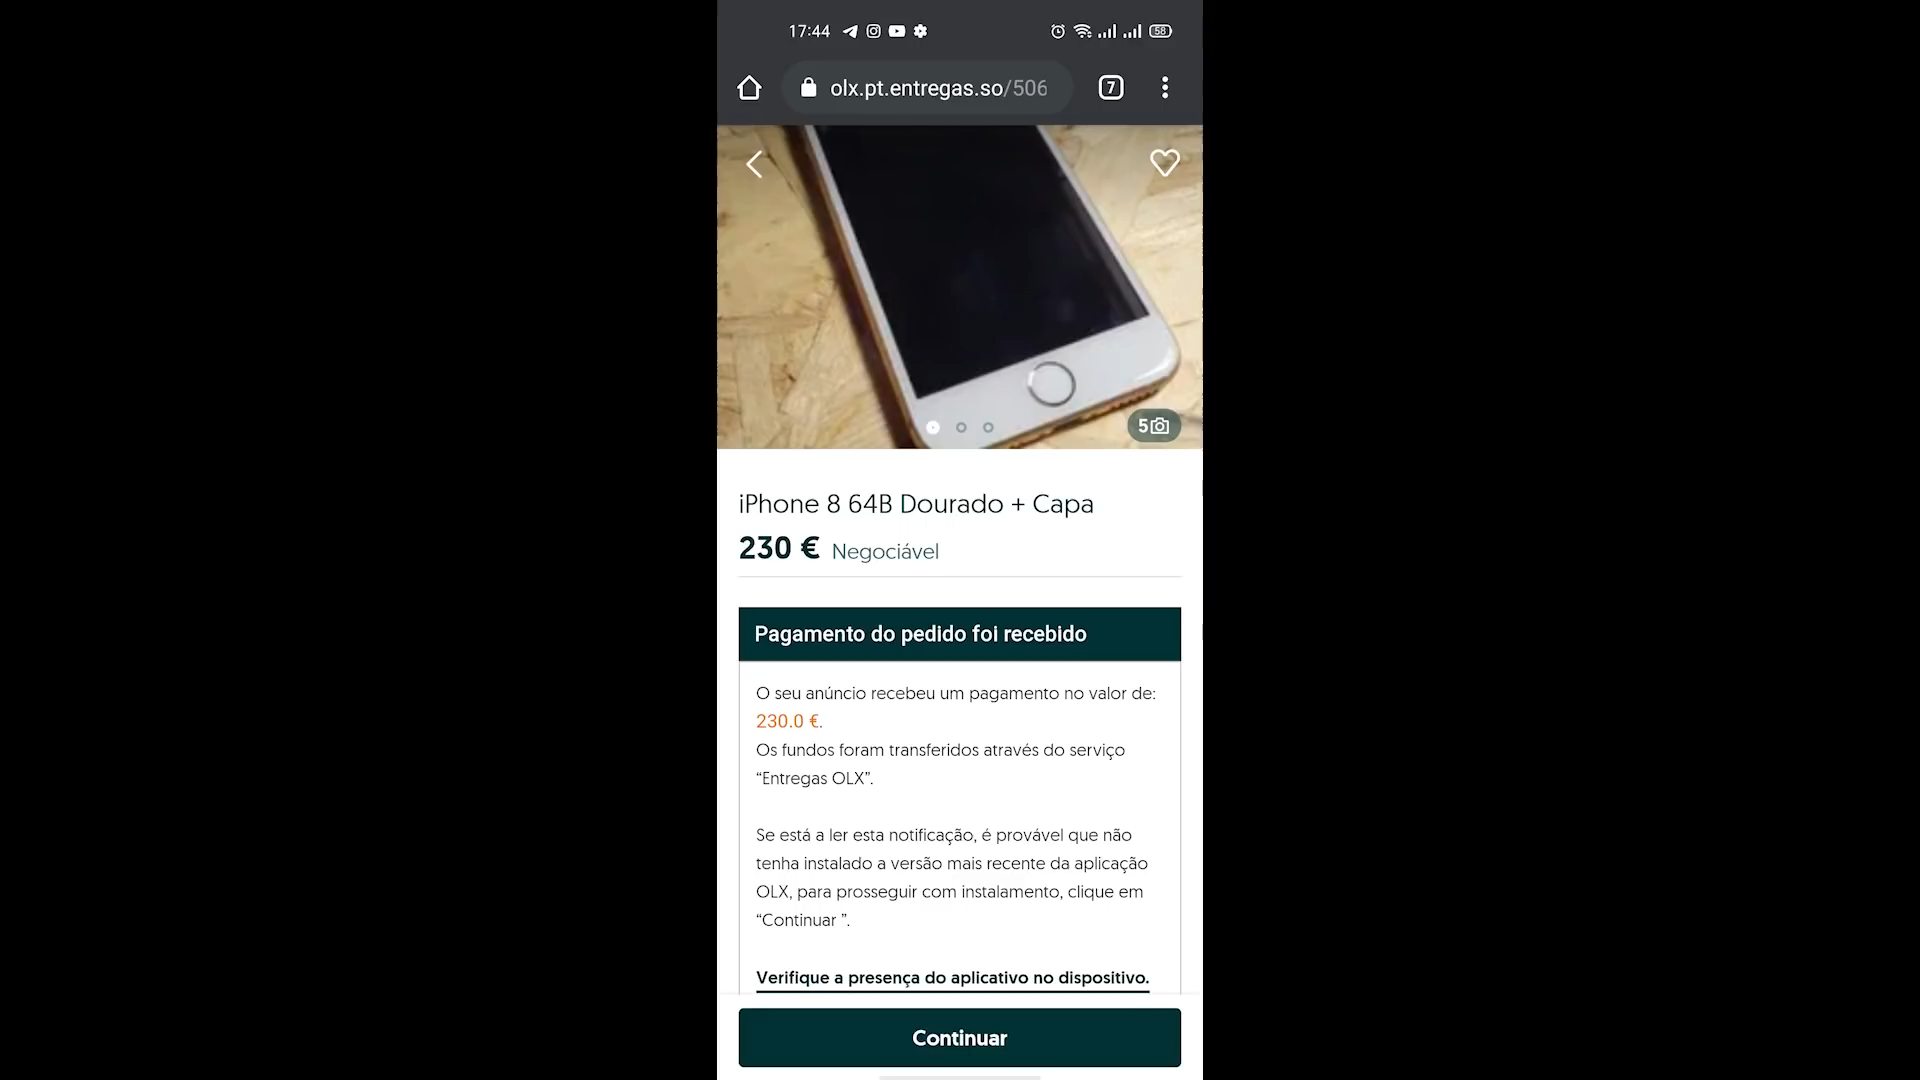 17:44
58
olx.pt.entregas.so/506
7
5
iPhone 8 64B Dourado + Capa
230 € Negociável
Pagamento do pedido foi recebido
O seu anúncio recebeu um pagamento no valor de:
230.0 €.
Os fundos foram transferidos através do serviço
“Entregas OLX”.
Se está a ler esta notificação, é provável que não
tenha instalado a versão mais recente da aplicação
OLX, para prosseguir com instalamento, clique em
“Continuar ”.
Verifique a presença do aplicativo no dispositivo.
Continuar